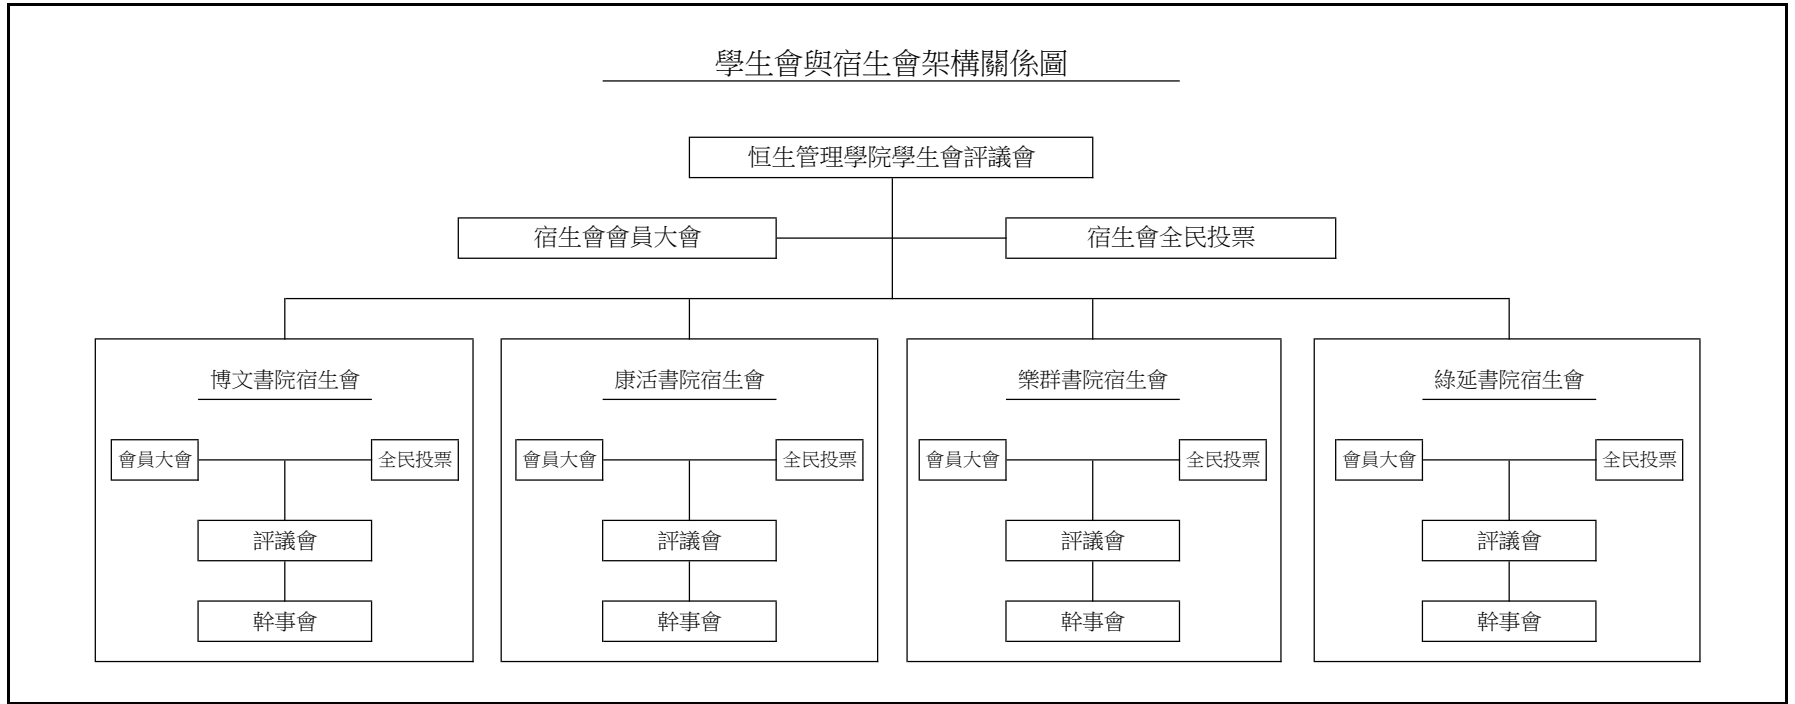 學生會與宿生會架構關係圖
恒生管理學院學生會評議會
宿生會會員大會
宿生會全民投票
博文書院宿生會
康活書院宿生會
樂群書院宿生會
綠延書院宿生會
會員大會
全民投票
會員大會
全民投票
會員大會
全民投票
會員大會
全民投票
評議會
評議會
評議會
評議會
幹事會
幹事會
幹事會
幹事會